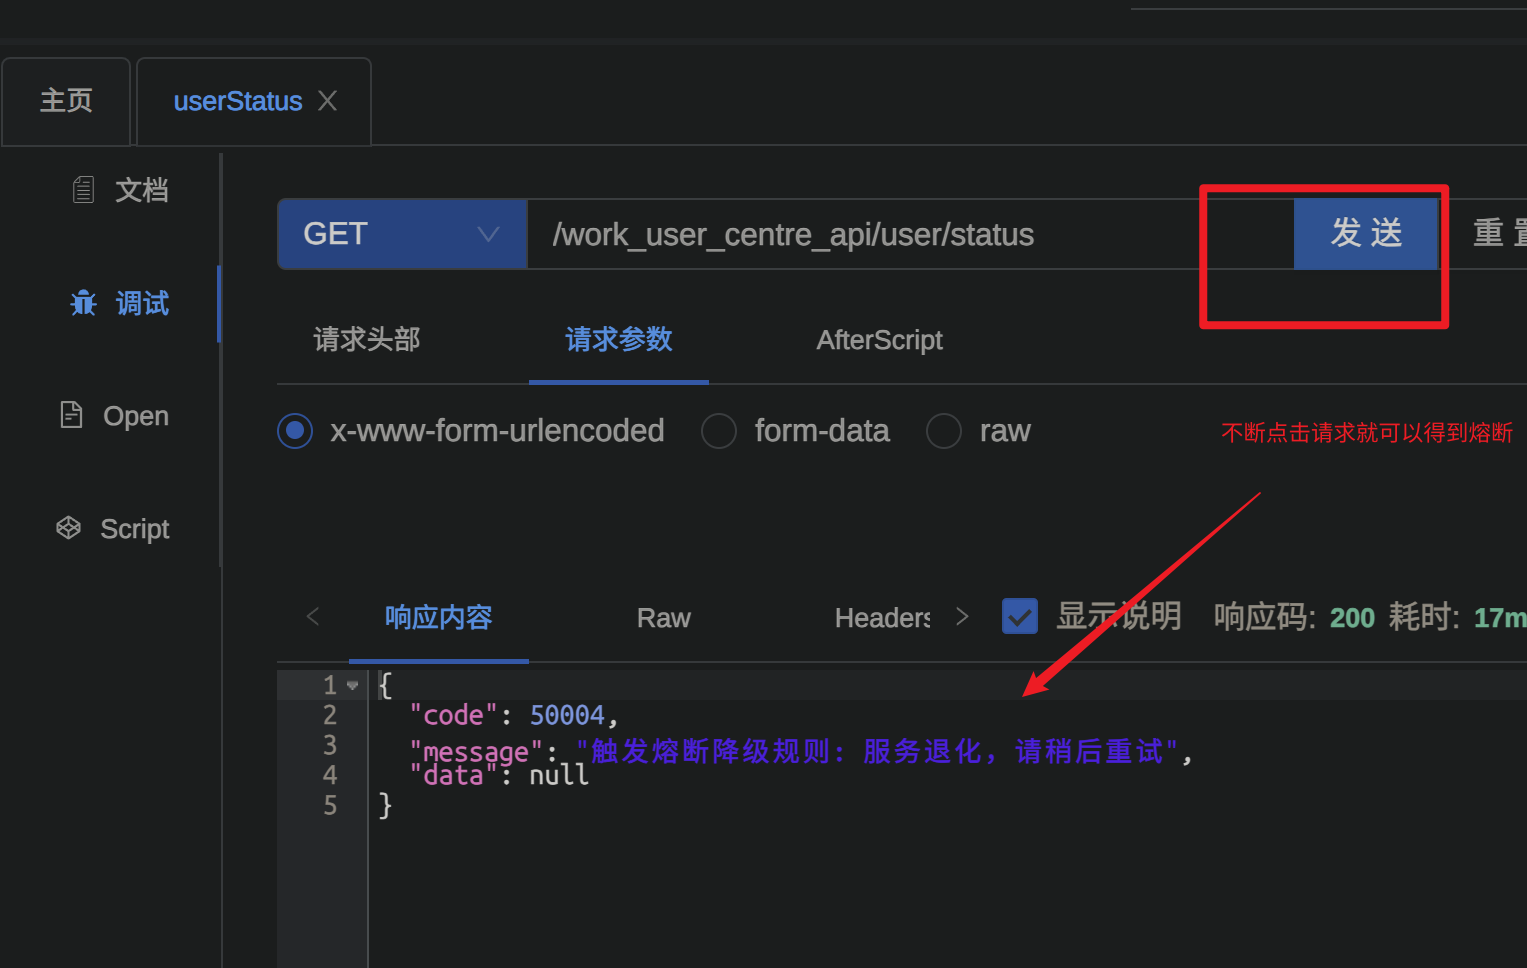 主页
userStatus
文档
GET
/work_user_centre_api/user/status
发 送
重
调试
请求头部
请求参数
AfterScript
Open
x-www-form-urlencoded
form-data
raw
不断点击请求就可以得到熔断
Script
响应内容
Raw
Headers
显示说明
响应码: 200 耗时: 17m
1 {
2 "code": 50004,
3 "message": "触发熔断降级规则: 服务退化, 请稍后重试",
4 "data": null
5 }